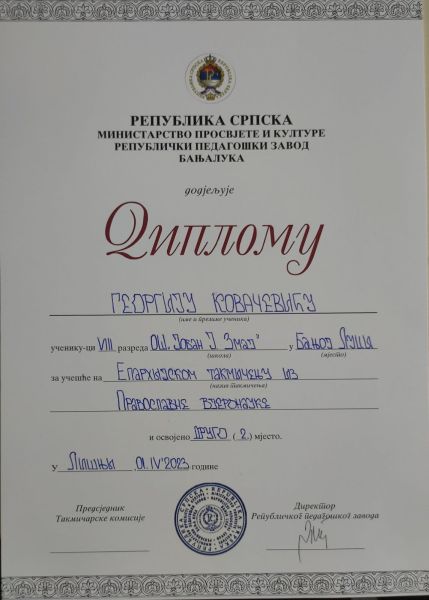 РЕПУБЛИКА СРПСКА
МИНИСТАРСТВО ПРОСВЈЕТЕ И КУЛТУРЕ
РЕПУБЛИЧКИ ПЕДАГОШКИ ЗАВОД
БАЊАЛУКА
додјељује
Диплому
ГЕОРГИЈУ КОВАЧЕВИЋУ
(име и презиме ученика)
ученику-ци VIII разреда ОШ „Јован Ј. Змај" у Бањој Луци
(школа) (мјесто)
за учешће на Епархијском такмичењу из
(назив такмичења)
Православне вјеронауке
и освојено ДРУГО ( 2. ) мјесто.
У 01.IV 2023 године
Предсједник Директор
Такмичарске комисије Републичког педагошког завода